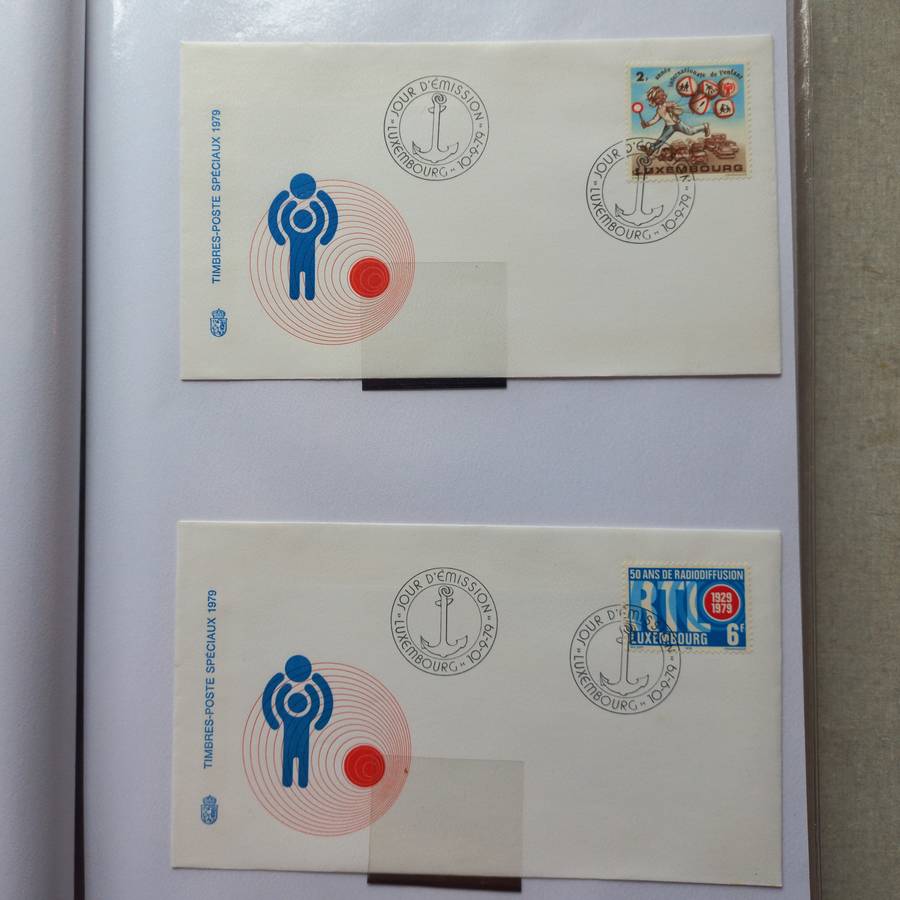 TIMBRES-POSTE SPÉCIAUX 1979
JOUR D'ÉMISSION
"LUXEMBOURG" 10-9-79
2F
année
internationale de l'enfant
LUXEMBOURG
JOUR D'ÉMISSION
"LUXEMBOURG" 10-9-79
TIMBRES-POSTE SPÉCIAUX 1979
JOUR D'ÉMISSION
"LUXEMBOURG" 10-9-79
50 ANS DE RADIODIFFUSION
RTL
1929
1979
LUXEMBOURG 6F
JOUR D'ÉMISSION
"LUXEMBOURG" 10-9-79